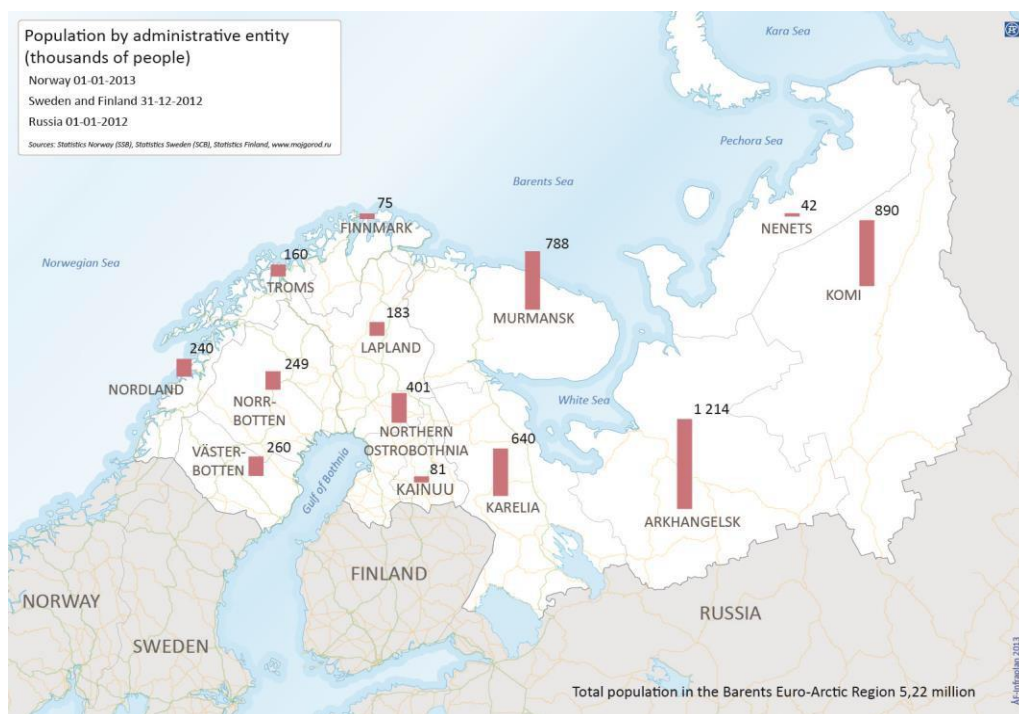 Population by administrative entity
(thousands of people)
Norway 01-01-2013
Sweden and Finland 31-12-2012
Russia 01-01-2012
Sources: Statistics Norway (SSB), Statistics Sweden (SCB), Statistics Finland, www.mojgorod.ru
Kara Sea
Pechora Sea
Barents Sea
Norwegian Sea
75
FINNMARK
42
NENETS
890
KOMI
788
MURMANSK
160
TROMS
183
LAPLAND
240
NORDLAND
249
NORR-
BOTTEN
401
NORTHERN
OSTROBOTHNIA
White Sea
1 214
ARKHANGELSK
VÄSTER-
BOTTEN
260
Gulf of Bothnia
81
KAINUU
640
KARELIA
FINLAND
NORWAY
SWEDEN
RUSSIA
Total population in the Barents Euro-Arctic Region 5,22 million
ÅF-Infraplan 2013